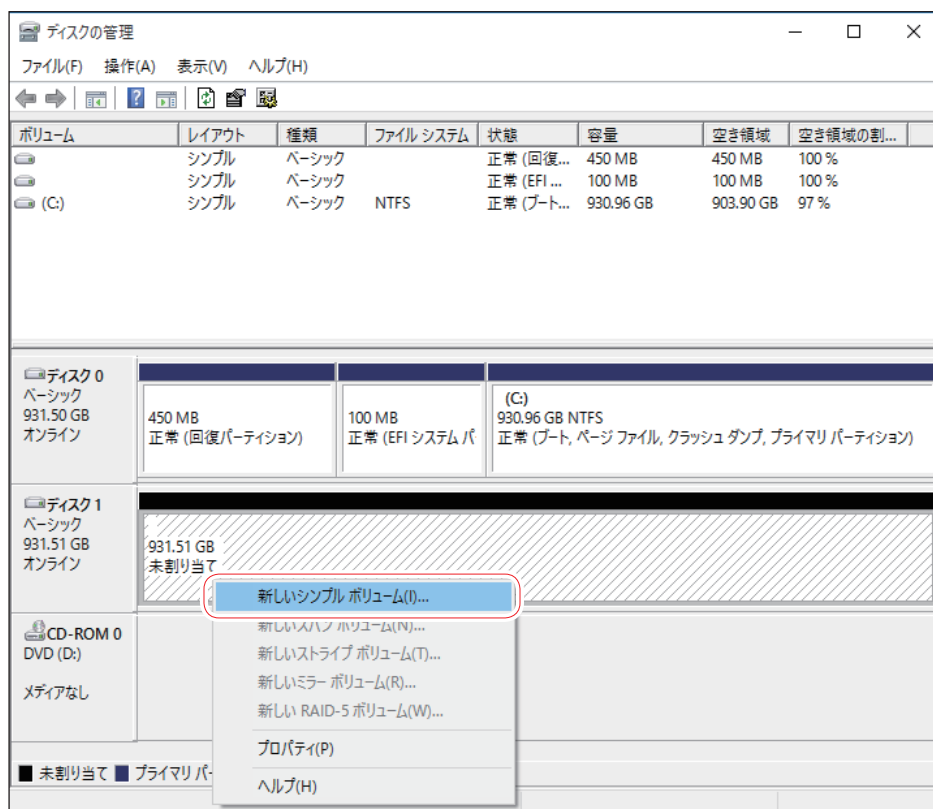 ディスクの管理
ファイル(F) 操作(A) 表示(V) ヘルプ(H)
ボリューム レイアウト 種類 ファイル システム 状態 容量 空き領域 空き領域の割...
シンプル ベーシック 正常 (回復... 450 MB 450 MB 100 %
シンプル ベーシック 正常 (EFI ... 100 MB 100 MB 100 %
(C:) シンプル ベーシック NTFS 正常 (ブート... 930.96 GB 903.90 GB 97 %
ディスク 0
ベーシック
931.50 GB
オンライン
450 MB
正常 (回復パーティション)
100 MB
正常 (EFI システム パ
(C:)
930.96 GB NTFS
正常 (ブート, ページ ファイル, クラッシュ ダンプ, プライマリ パーティション)
ディスク 1
ベーシック
931.51 GB
オンライン
931.51 GB
未割り当て
新しいシンプル ボリューム(I)...
新しいスパン ボリューム(N)...
新しいストライプ ボリューム(T)...
新しいミラー ボリューム(R)...
新しい RAID-5 ボリューム(W)...
プロパティ(P)
ヘルプ(H)
CD-ROM 0
DVD (D:)
メディアなし
未割り当て プライマリ パー